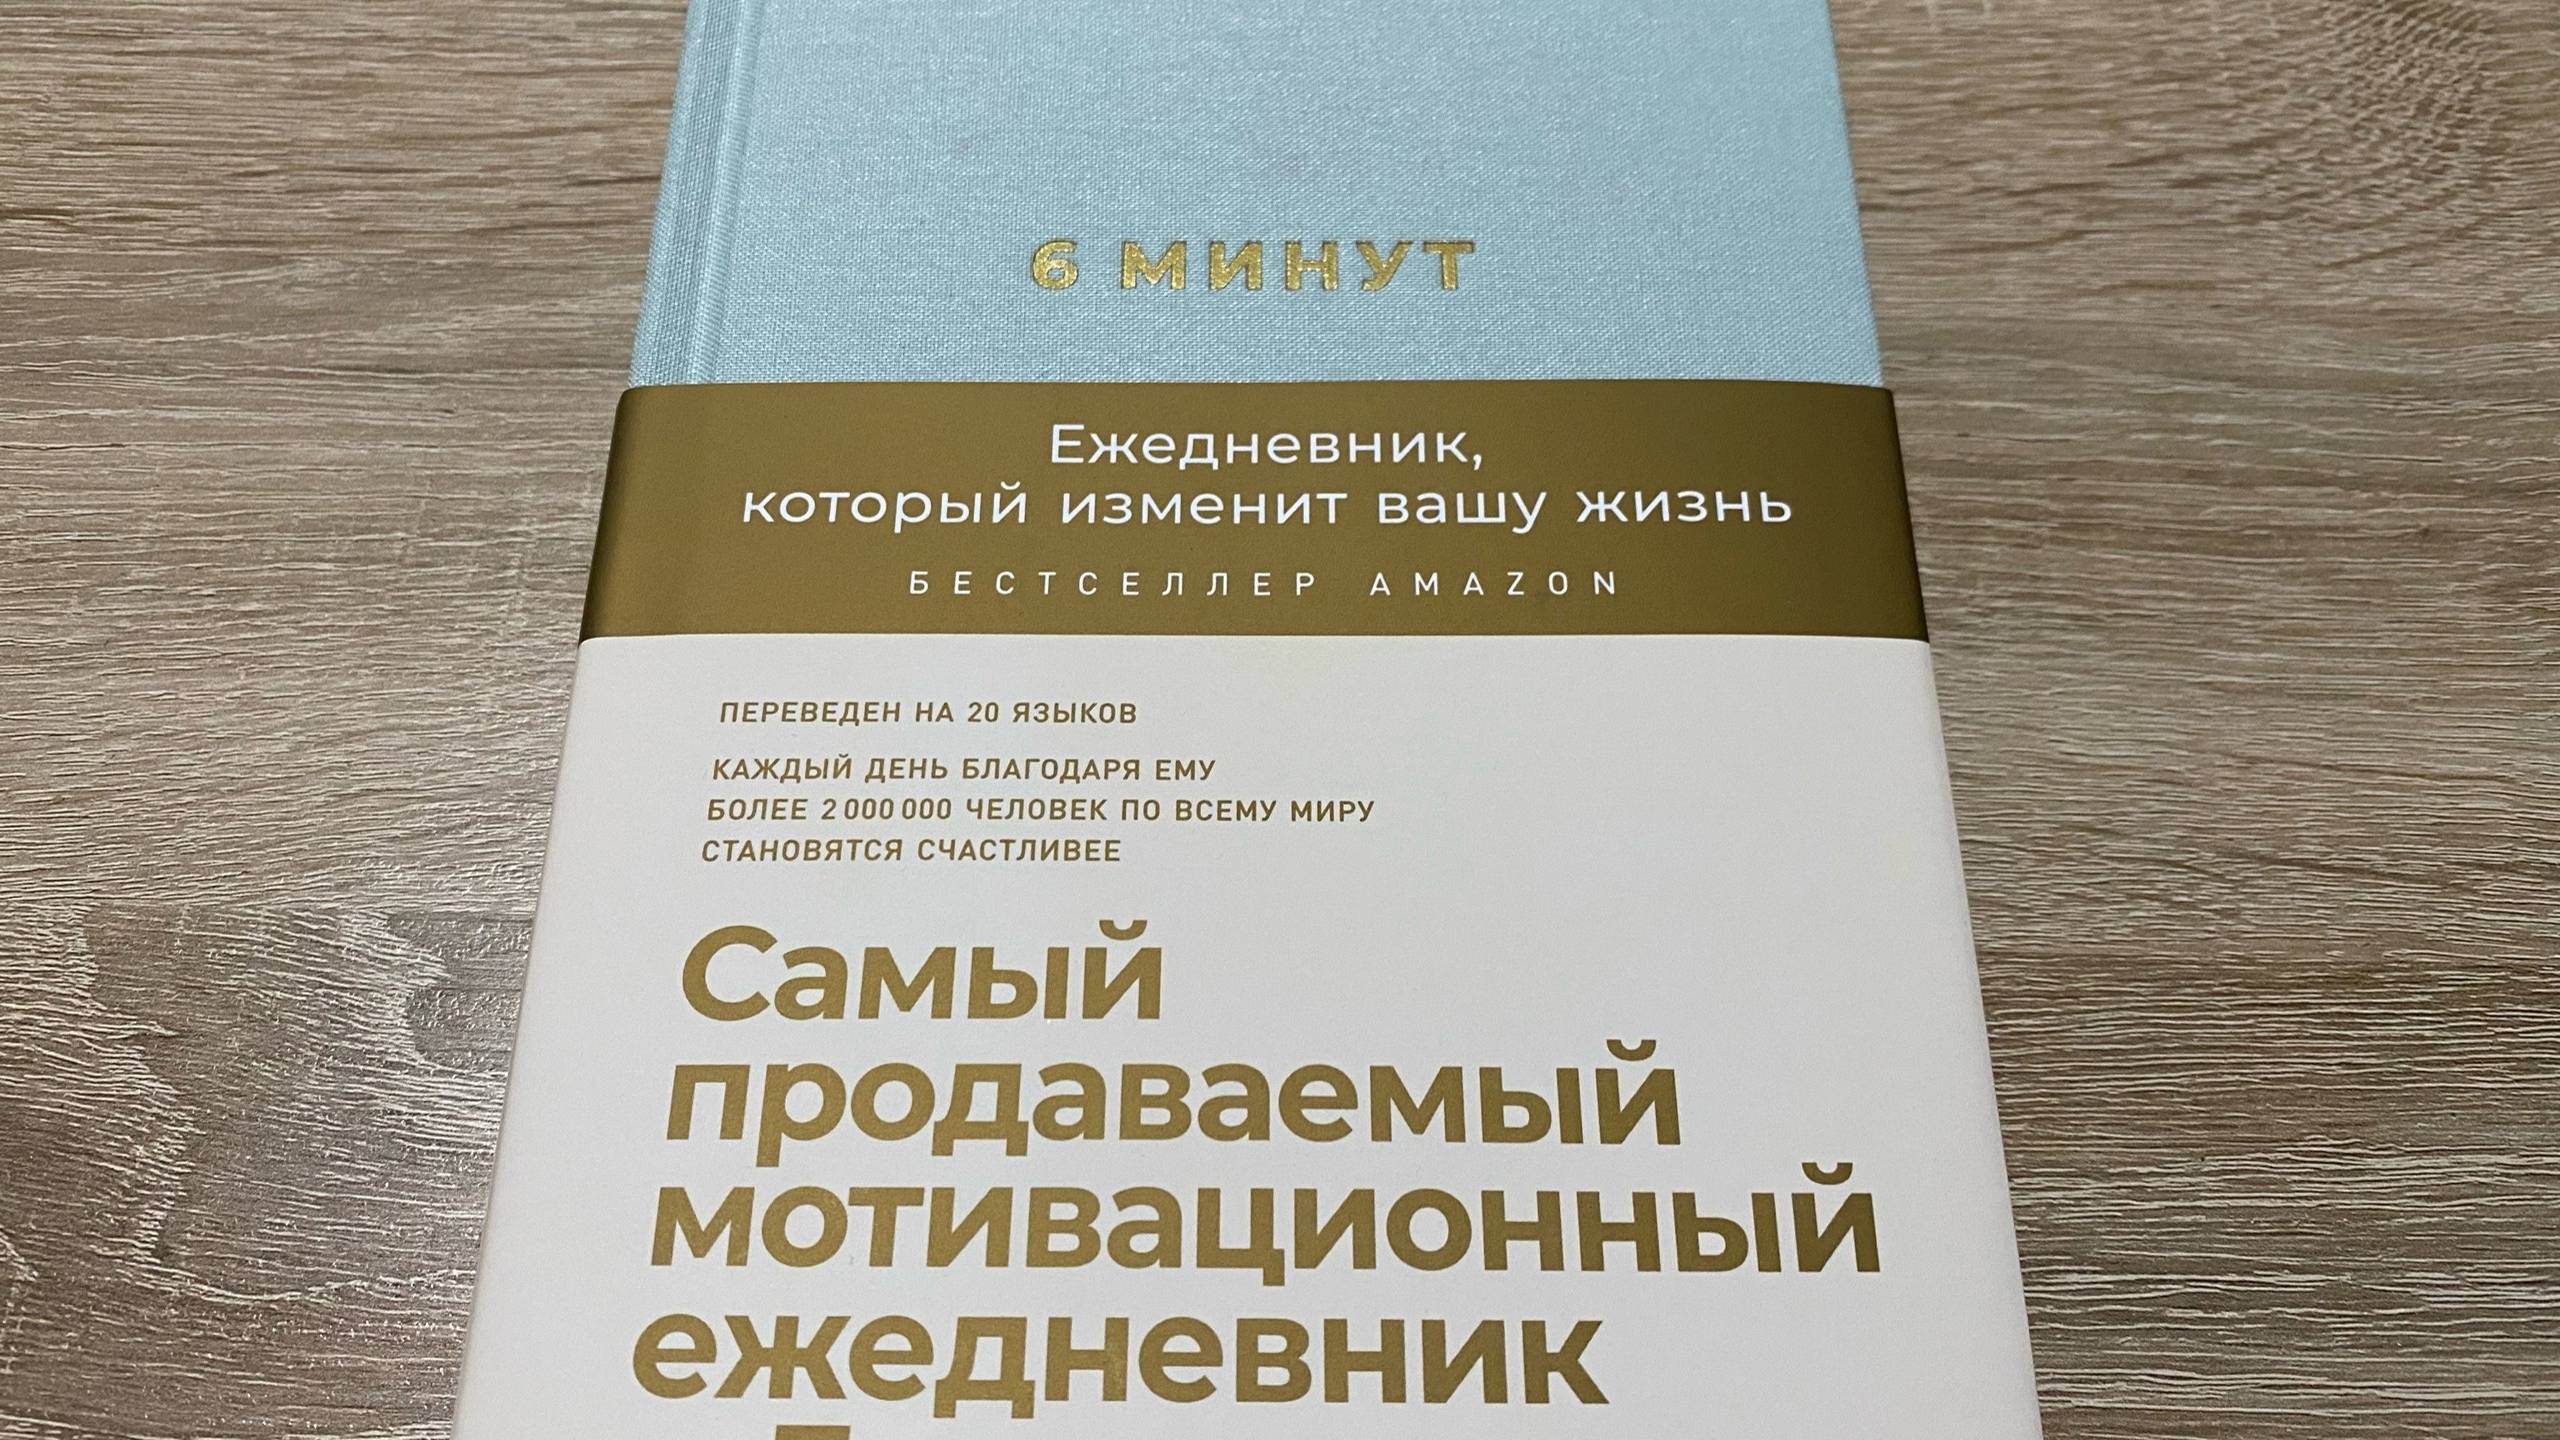 6 МИНУТ
Ежедневник,
который изменит вашу жизнь
БЕСТСЕЛЛЕР AMAZON
ПЕРЕВЕДЕН НА 20 ЯЗЫКОВ
КАЖДЫЙ ДЕНЬ БЛАГОДАРЯ ЕМУ
БОЛЕЕ 2 000 000 ЧЕЛОВЕК ПО ВСЕМУ МИРУ
СТАНОВЯТСЯ СЧАСТЛИВЕЕ
Самый
продаваемый
мотивационный
ежедневник